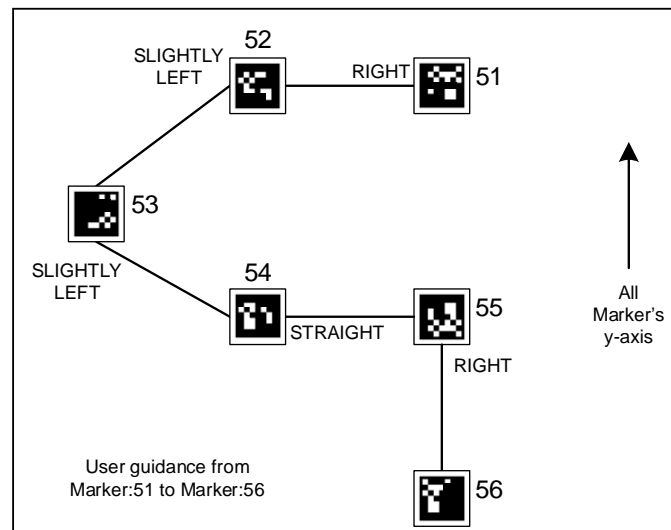 52
SLIGHTLY
LEFT
RIGHT
51
53
SLIGHTLY
LEFT
54
STRAIGHT
55
RIGHT
All
Marker's
y-axis
User guidance from
Marker:51 to Marker:56
56